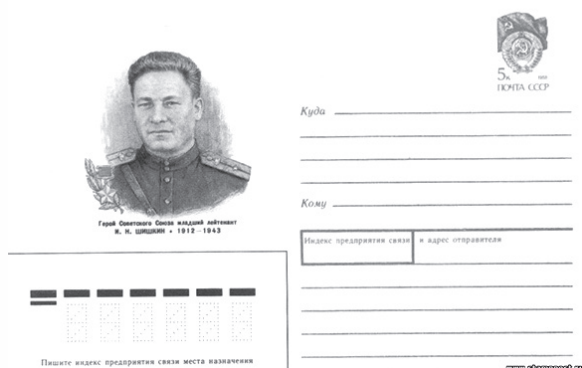 5к 1988
ПОЧТА СССР
Куда
Кому
Герой Советского Союза младший лейтенант
И. Н. ШИШКИН • 1912—1943
Индекс предприятия связи и адрес отправителя
Пишите индекс предприятия связи места назначения